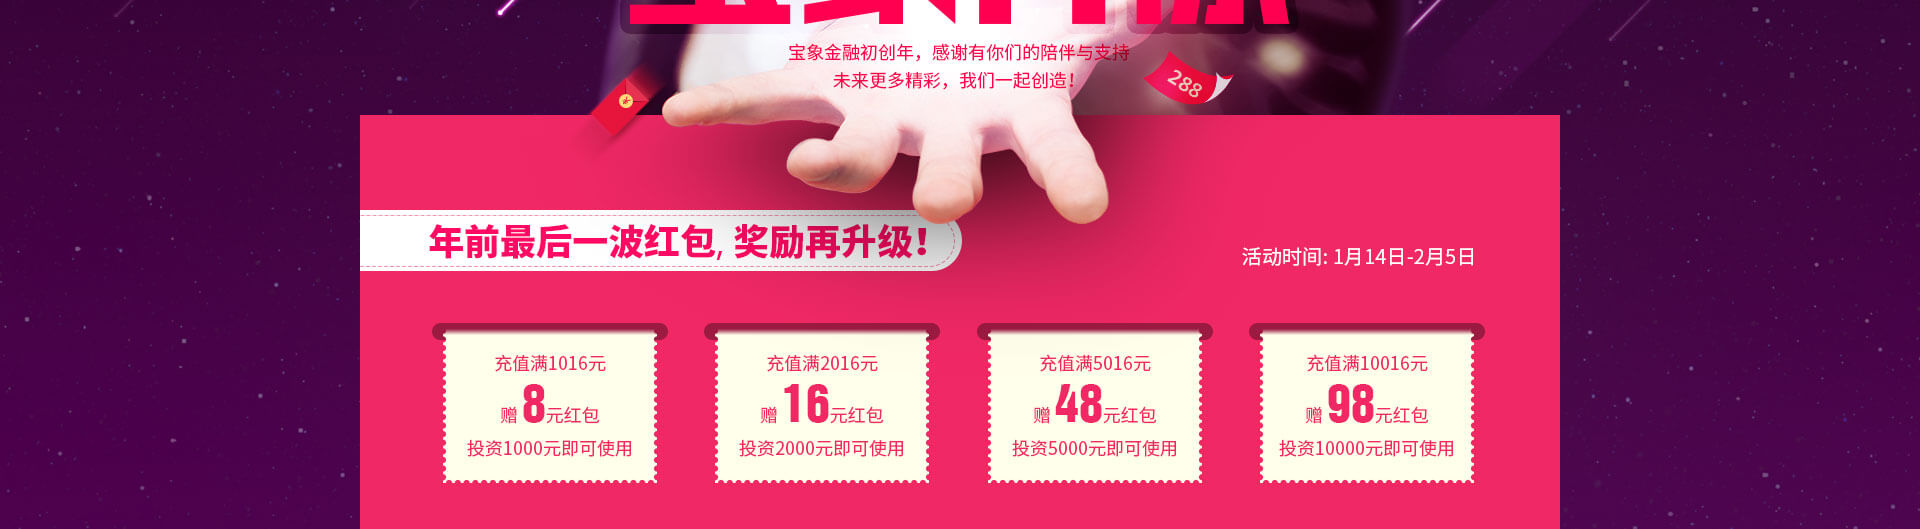 宝象金融初创年，感谢有你们的陪伴与支持
未来更多精彩，我们一起创造！
288
年前最后一波红包, 奖励再升级！
活动时间: 1月14日-2月5日
充值满1016元
赠 8元红包
投资1000元即可使用
充值满2016元
赠 16元红包
投资2000元即可使用
充值满5016元
赠 48元红包
投资5000元即可使用
充值满10016元
赠 98元红包
投资10000元即可使用